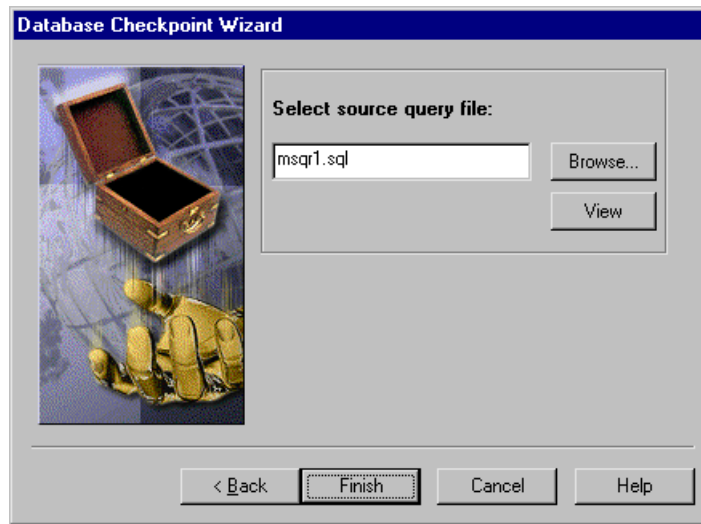 Database Checkpoint Wizard
Select source query file:
msqr1.sql
Browse...
View
< Back
Finish
Cancel
Help